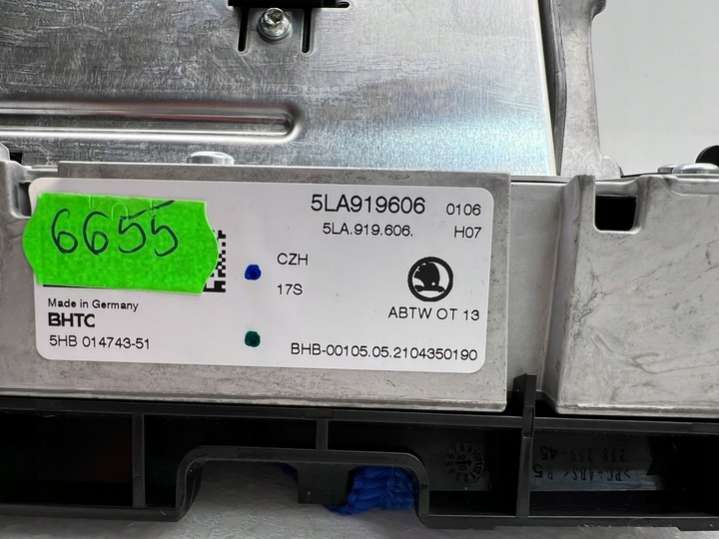 6655
5LA919606 0106
5LA.919.606. H07
CZH
17S
ABTW OT 13
Made in Germany
BHTC
5HB 014743-51
BHB-00105.05.2104350190